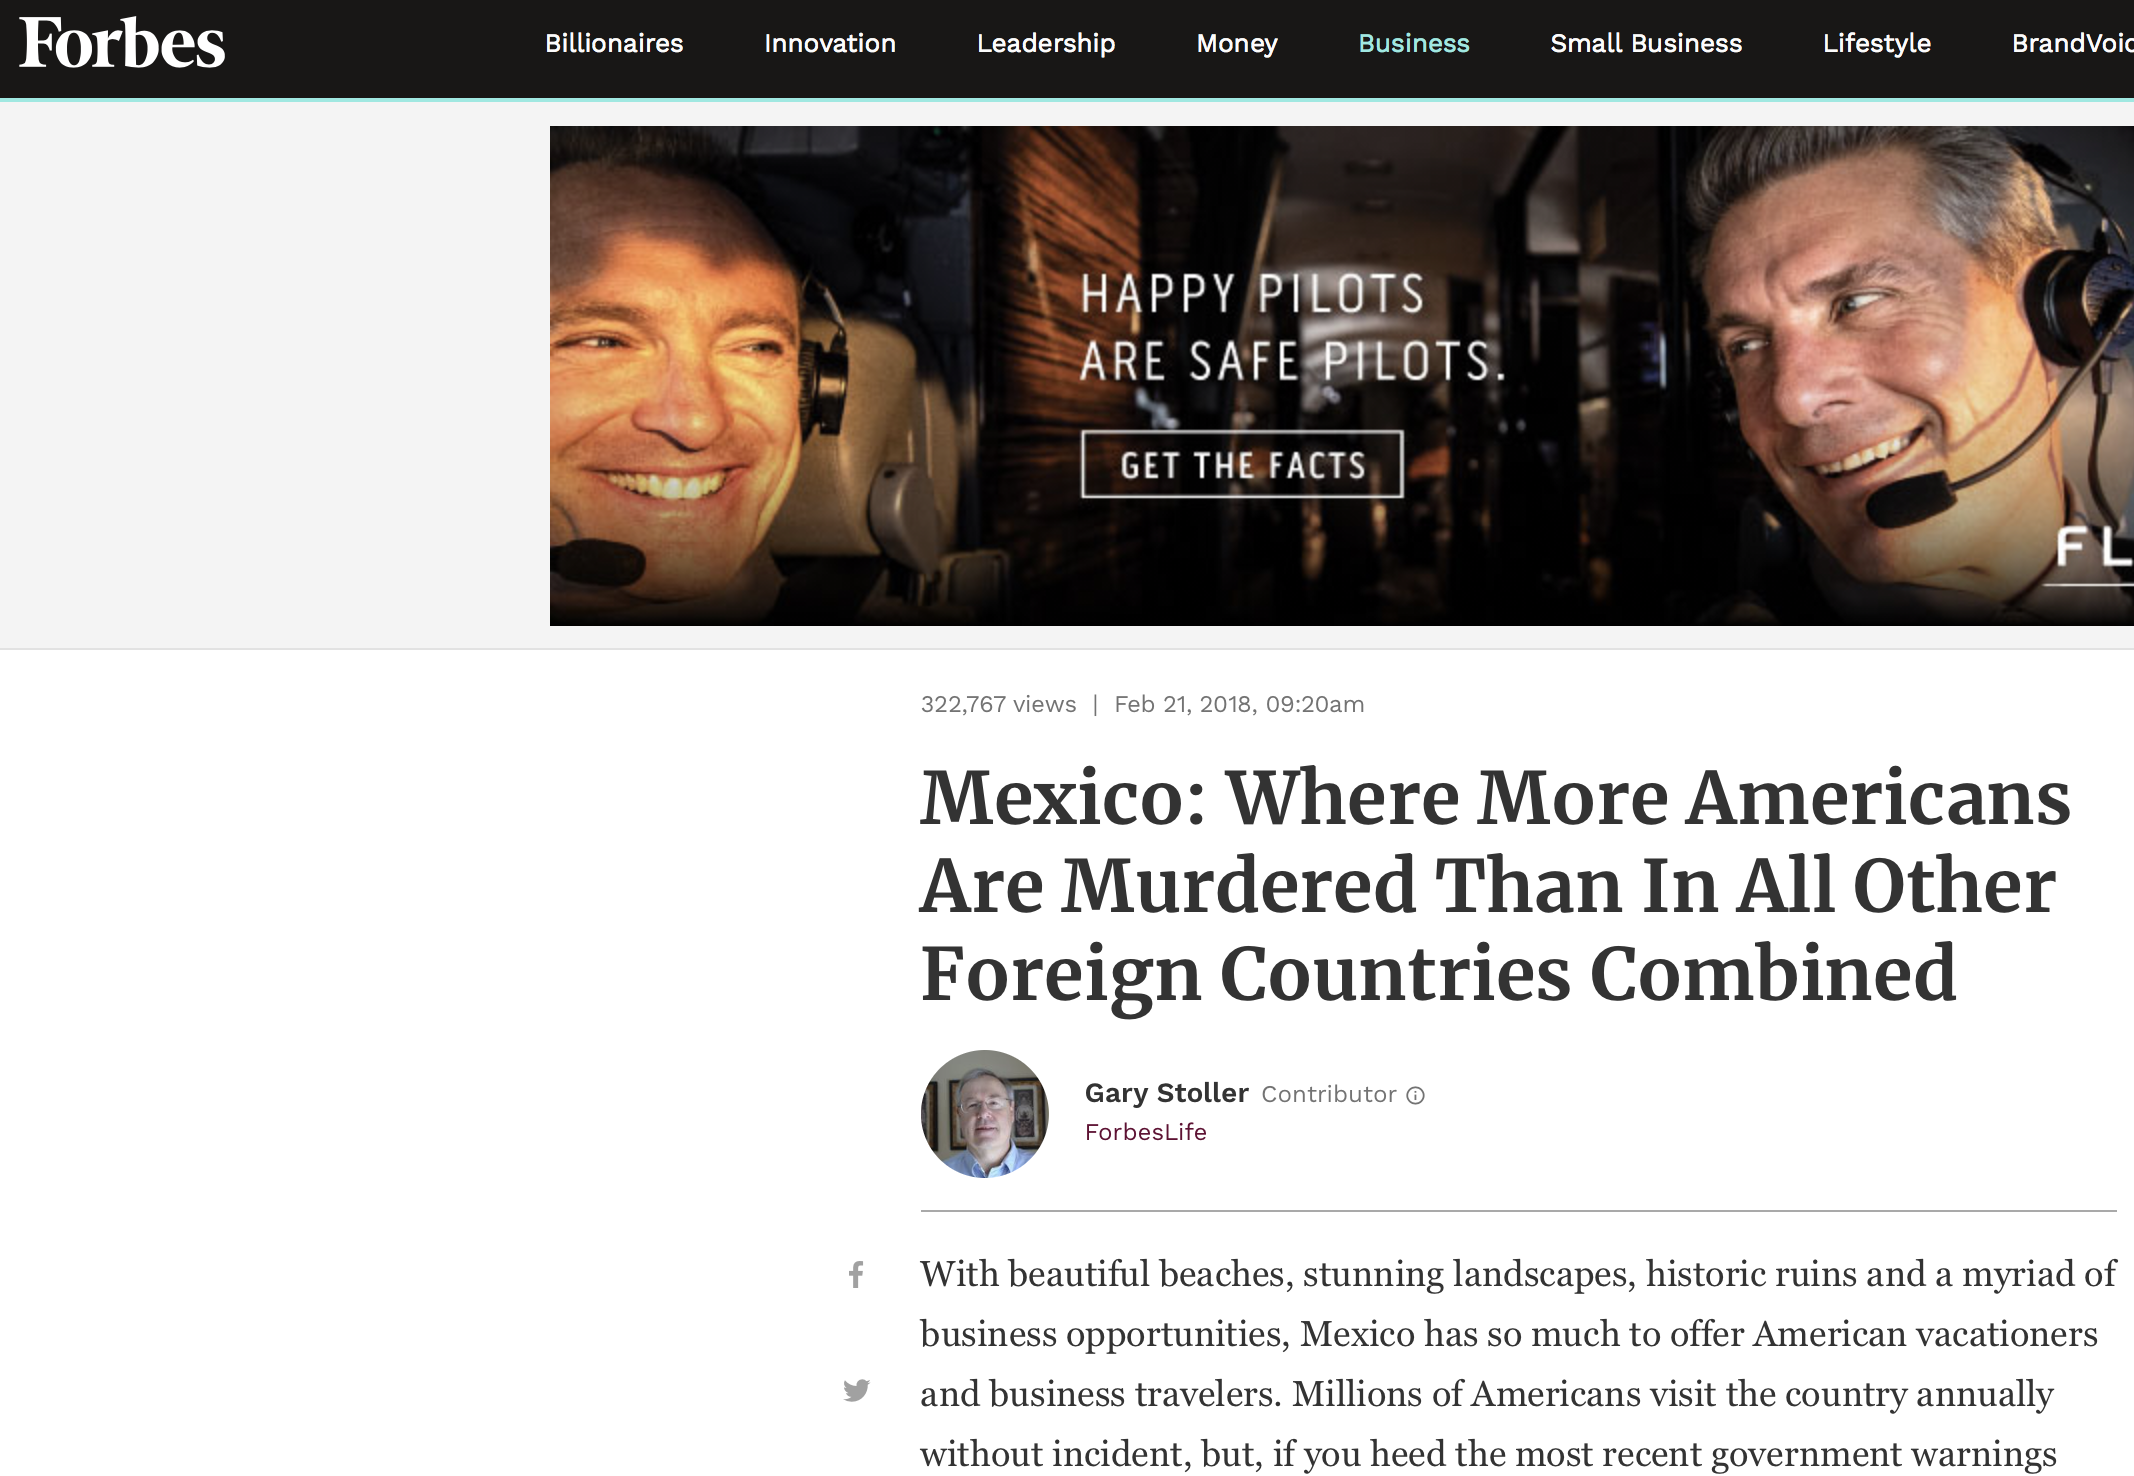 Forbes
Billionaires Innovation Leadership Money Business Small Business Lifestyle
HAPPY PILOTS
ARE SAFE PILOTS.
GET THE FACTS
322,767 views | Feb 21, 2018, 09:20am
Mexico: Where More Americans
Are Murdered Than In All Other
Foreign Countries Combined
Gary Stoller Contributor
ForbesLife
With beautiful beaches, stunning landscapes, historic ruins and a myriad of
business opportunities, Mexico has so much to offer American vacationers
and business travelers. Millions of Americans visit the country annually
without incident, but, if you heed the most recent government warnings